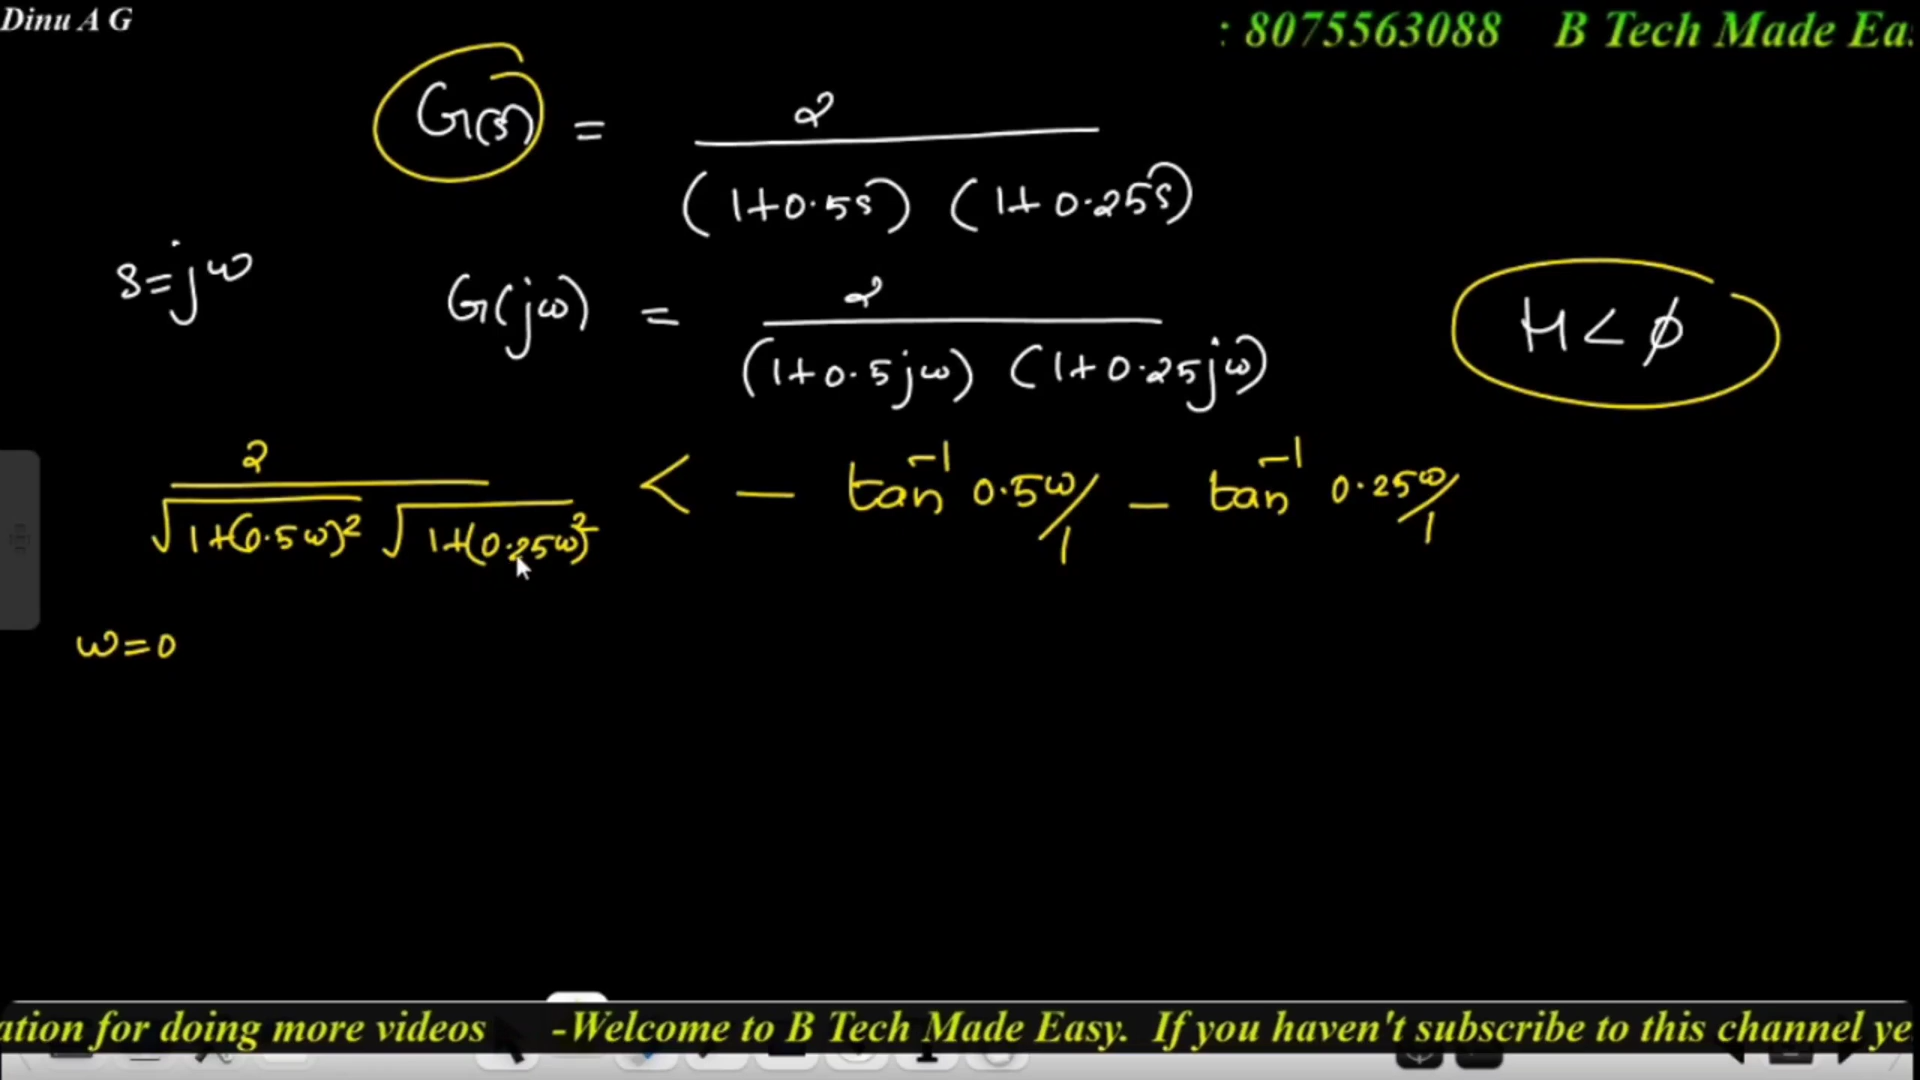 Dinu A G
: 8075563088 B Tech Made Ea
G(s) = 2 / (1+0.5s) (1+0.25s)
s=jω
G(jω) = 2 / (1+0.5jω) (1+0.25jω)
M∠ϕ
2 / √1+(0.5ω)² √1+(0.25ω)² ∠ - tan⁻¹ 0.5ω/1 - tan⁻¹ 0.25ω/1
ω=0
ation for doing more videos -Welcome to B Tech Made Easy. If you haven't subscribe to this channel ye